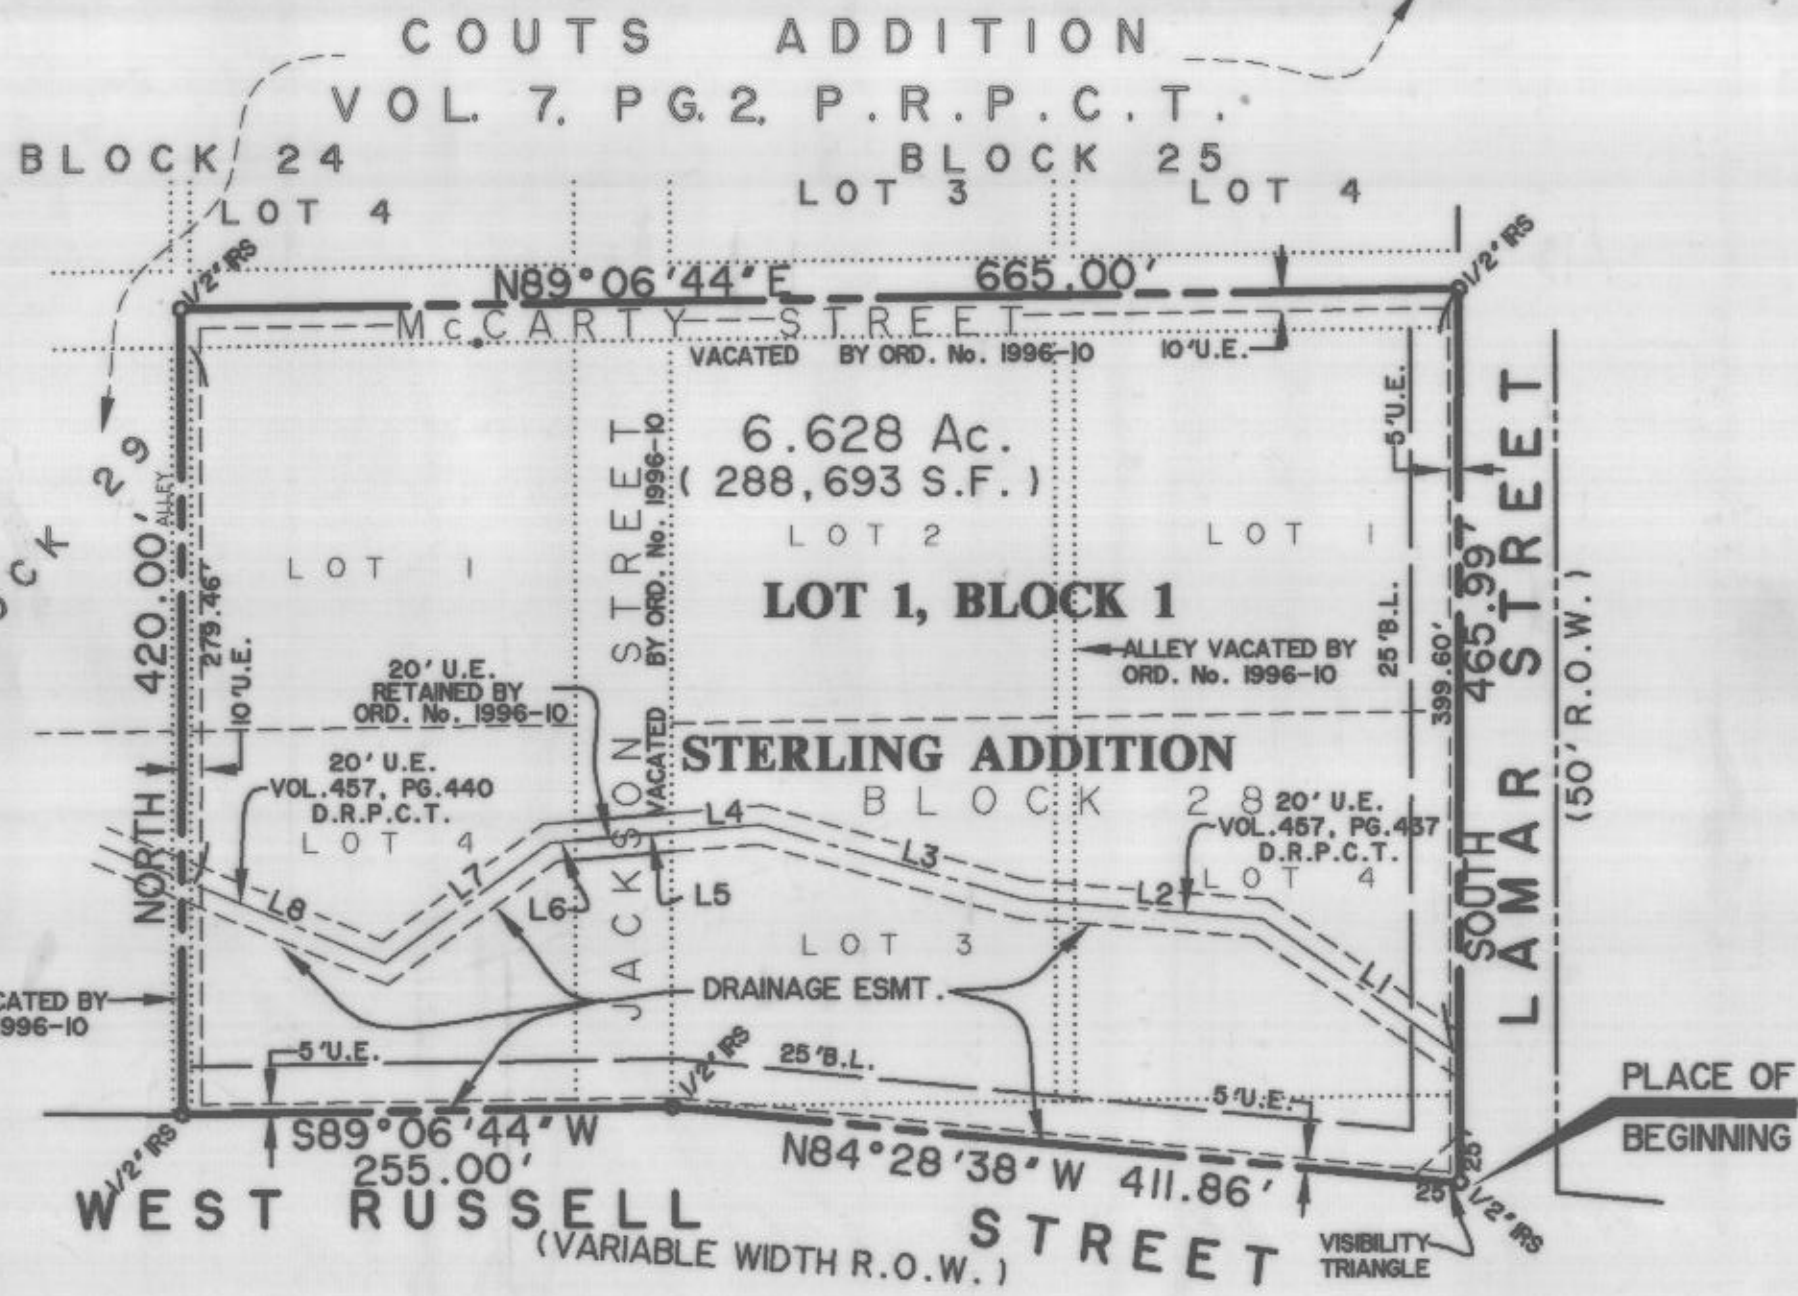 COUTS ADDITION
VOL. 7, PG. 2, P.R.P.C.T.
BLOCK 24
BLOCK 25
LOT 4
LOT 3
LOT 4
1/2" IRS
1/2" IRS
N89°06'44"E 665.00'
McCARTY STREET
VACATED BY ORD. No. 1996-10
10'U.E.
5'U.E.
29
ALLEY
6.628 Ac.
(288,693 S.F.)
JACKSON STREET
VACATED BY ORD. No. 1996-10
LOT 2
LOT 1
LOT 1
LOT 1, BLOCK 1
NORTH 420.00'
279.46'
10'U.E.
ALLEY VACATED BY
ORD. No. 1996-10
25'B.L.
399.60'
SOUTH 465.99'
LAMAR STREET
(50' R.O.W.)
20' U.E.
RETAINED BY
ORD. No. 1996-10
STERLING ADDITION
BLOCK 28
20' U.E.
VOL.457, PG.440
D.R.P.C.T.
LOT 4
20' U.E.
VOL.457, PG.437
D.R.P.C.T.
LOT 4
L4
L3
L2
L7
L8
L6
L5
L1
LOT 3
DRAINAGE ESMT.
CATED BY
996-10
5'U.E.
1/2" IRS
25'B.L.
5'U.E.
PLACE OF
BEGINNING
S89°06'44"W
255.00'
N84°28'38"W 411.86'
25'
25'
1/2" IRS
1/2" IRS
WEST RUSSELL STREET
(VARIABLE WIDTH R.O.W.)
VISIBILITY
TRIANGLE